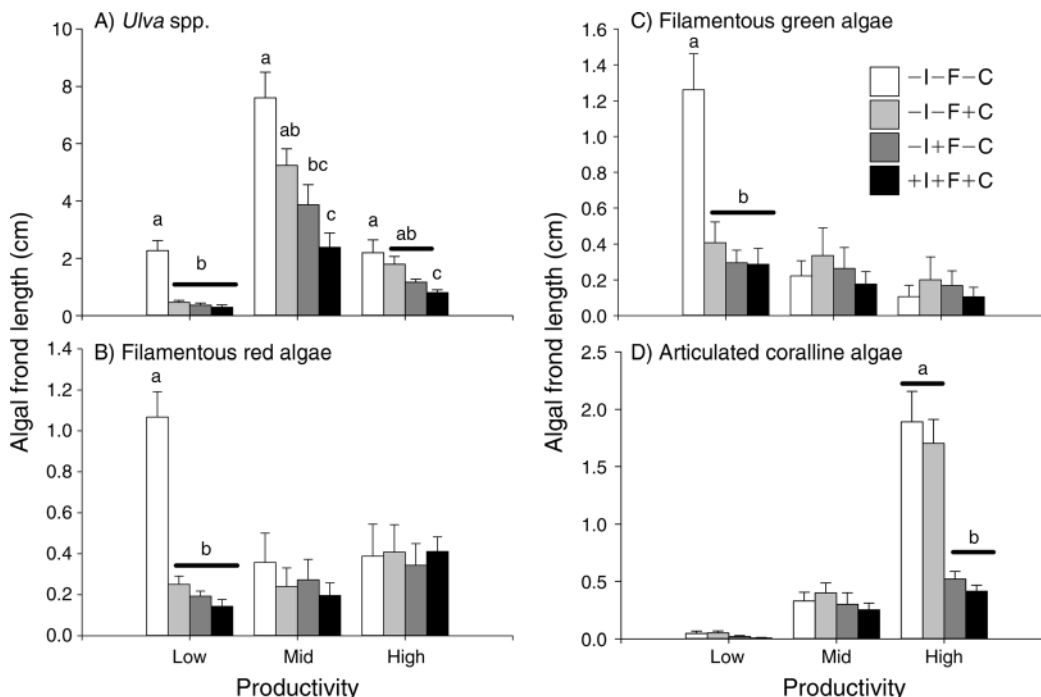 A) Ulva spp.
10
8
6
4
2
0
a
b
a
ab
bc
c
a
ab
c
B) Filamentous red algae
1.4
1.2
1.0
0.8
0.6
0.4
0.2
0.0
a
b
Low Mid High
Productivity
Algal frond length (cm)
C) Filamentous green algae
1.6
1.4
1.2
1.0
0.8
0.6
0.4
0.2
0.0
a
b
−I−F−C
−I−F+C
−I+F−C
+I+F+C
D) Articulated coralline algae
2.5
2.0
1.5
1.0
0.5
0.0
a
b
Low Mid High
Productivity
Algal frond length (cm)